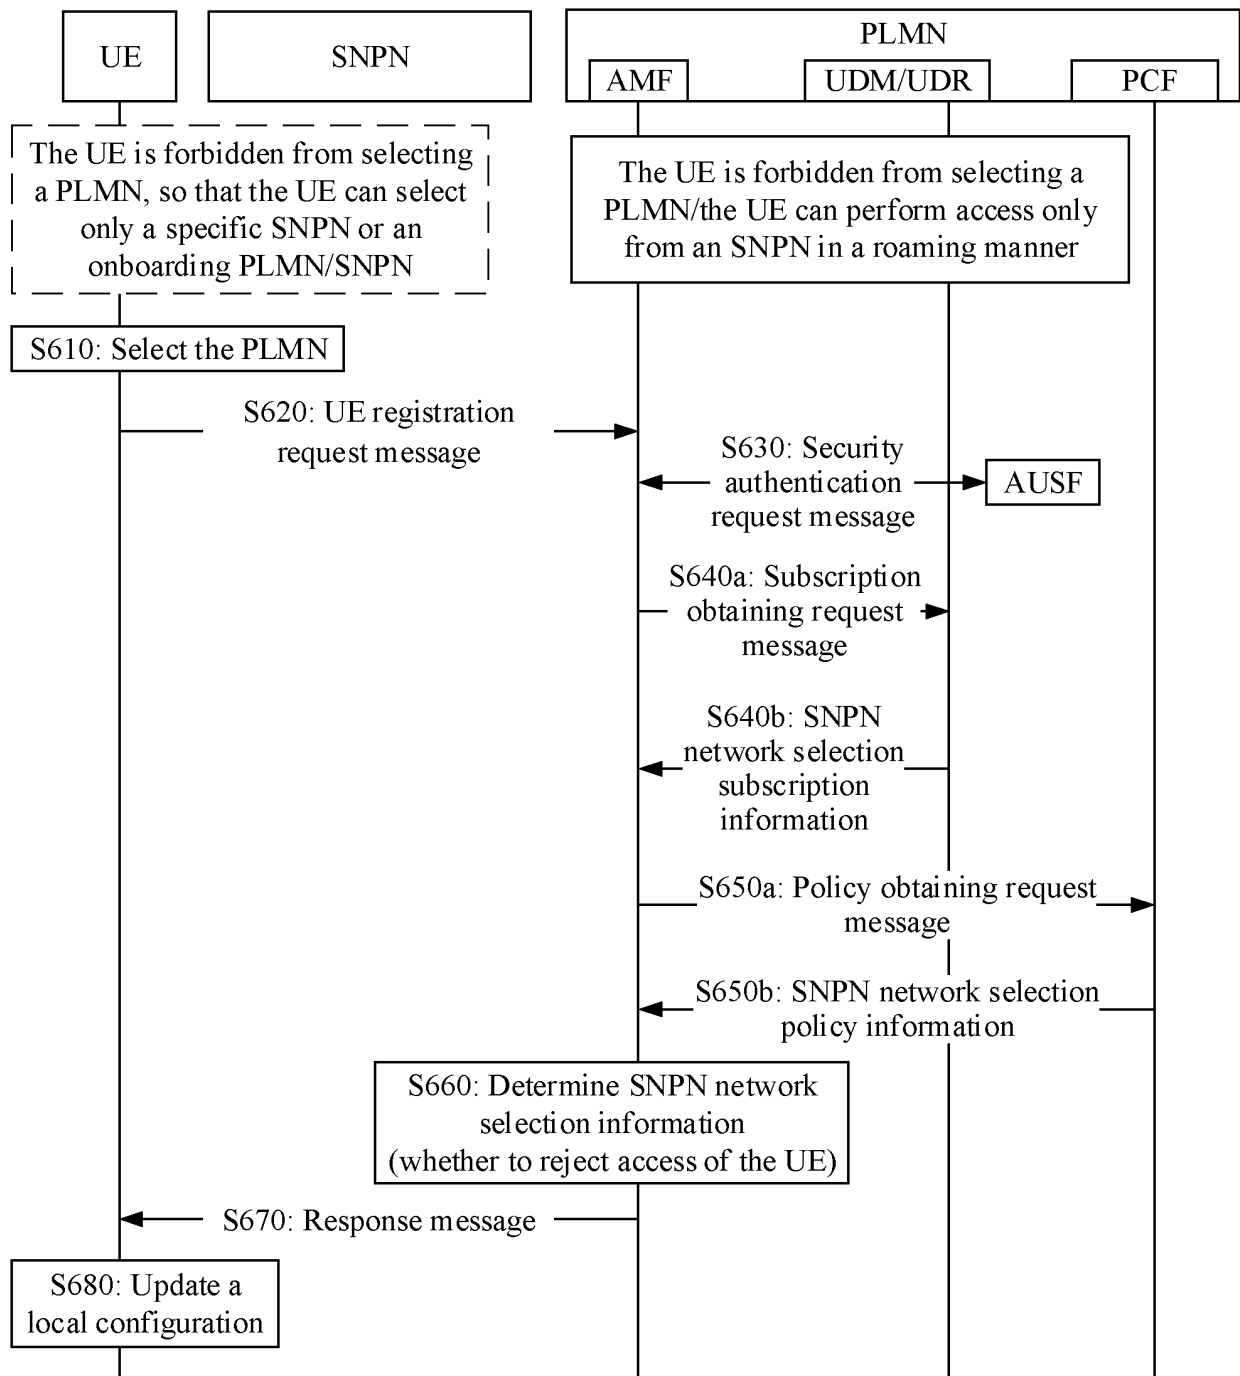 UE
SNPN
PLMN
AMF
UDM/UDR
PCF
The UE is forbidden from selecting
a PLMN, so that the UE can select
only a specific SNPN or an
onboarding PLMN/SNPN
The UE is forbidden from selecting a
PLMN/the UE can perform access only
from an SNPN in a roaming manner
S610: Select the PLMN
S620: UE registration
request message
S630: Security
authentication
request message
AUSF
S640a: Subscription
obtaining request
message
S640b: SNPN
network selection
subscription
information
S650a: Policy obtaining request
message
S650b: SNPN network selection
policy information
S660: Determine SNPN network
selection information
(whether to reject access of the UE)
S670: Response message
S680: Update a
local configuration